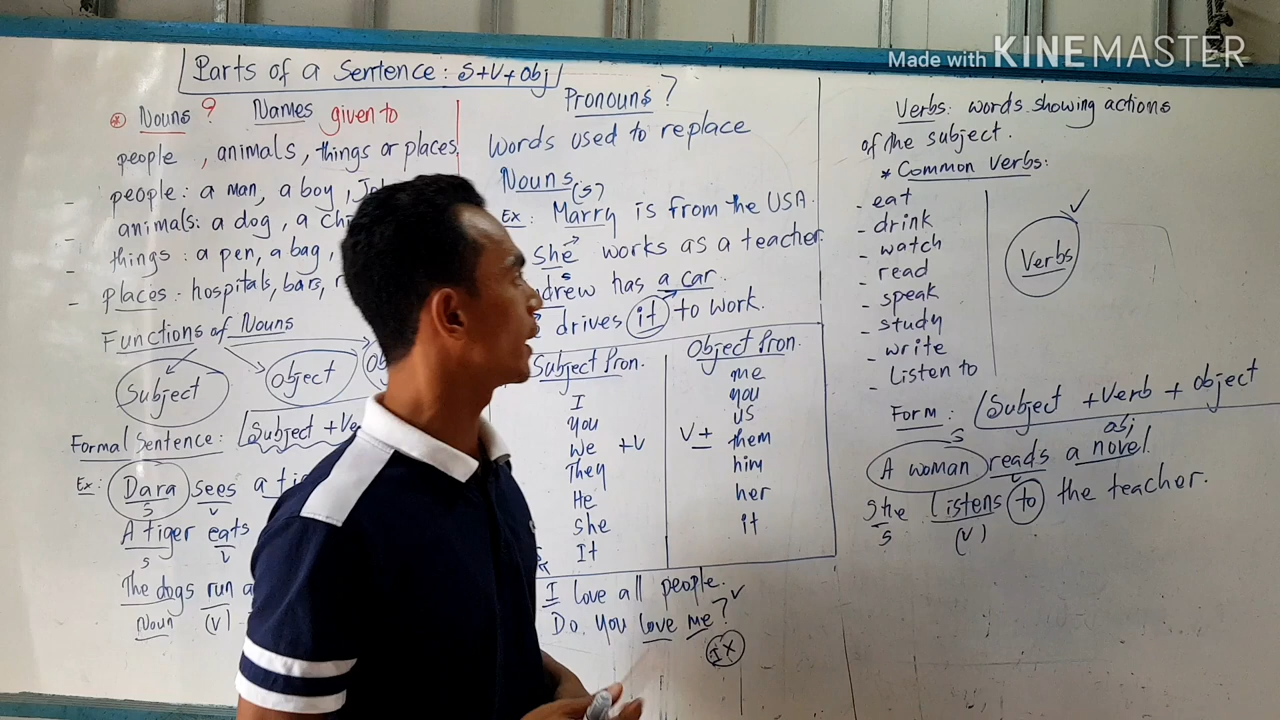 Made with KINEMASTER
Parts of a Sentence: S+V+Obj
* Nouns ? Names given to
people, animals, things or places
- people: a man, a boy,
- animals: a dog, a
- things: a pen, a bag,
- Places: hospitals, bars,
Functions of Nouns
Subject
Object
Formal Sentence: Subject +
Ex: Dara sees a
S V
A tiger eats
S V
The dogs run
Noun (V)
Pronouns ?
Words used to replace
Nouns
(S)
Ex: Marry is from the USA.
She works as a teacher.
S
has a car.
drives it to work.
Subject Pron.
I
You
We +V
They
He
She
It
Object Pron.
me
you
us
V+ them
him
her
it
I love all people.
Do you love me?
I X
Verbs: words showing actions
of the subject.
* Common Verbs:
- eat
- drink
- watch
- read
- speak
- study
- write
- Listen to
Verbs
Form: Subject + Verb + object
S
A woman reads a novel.
V
She listens to the teacher.
S (V)